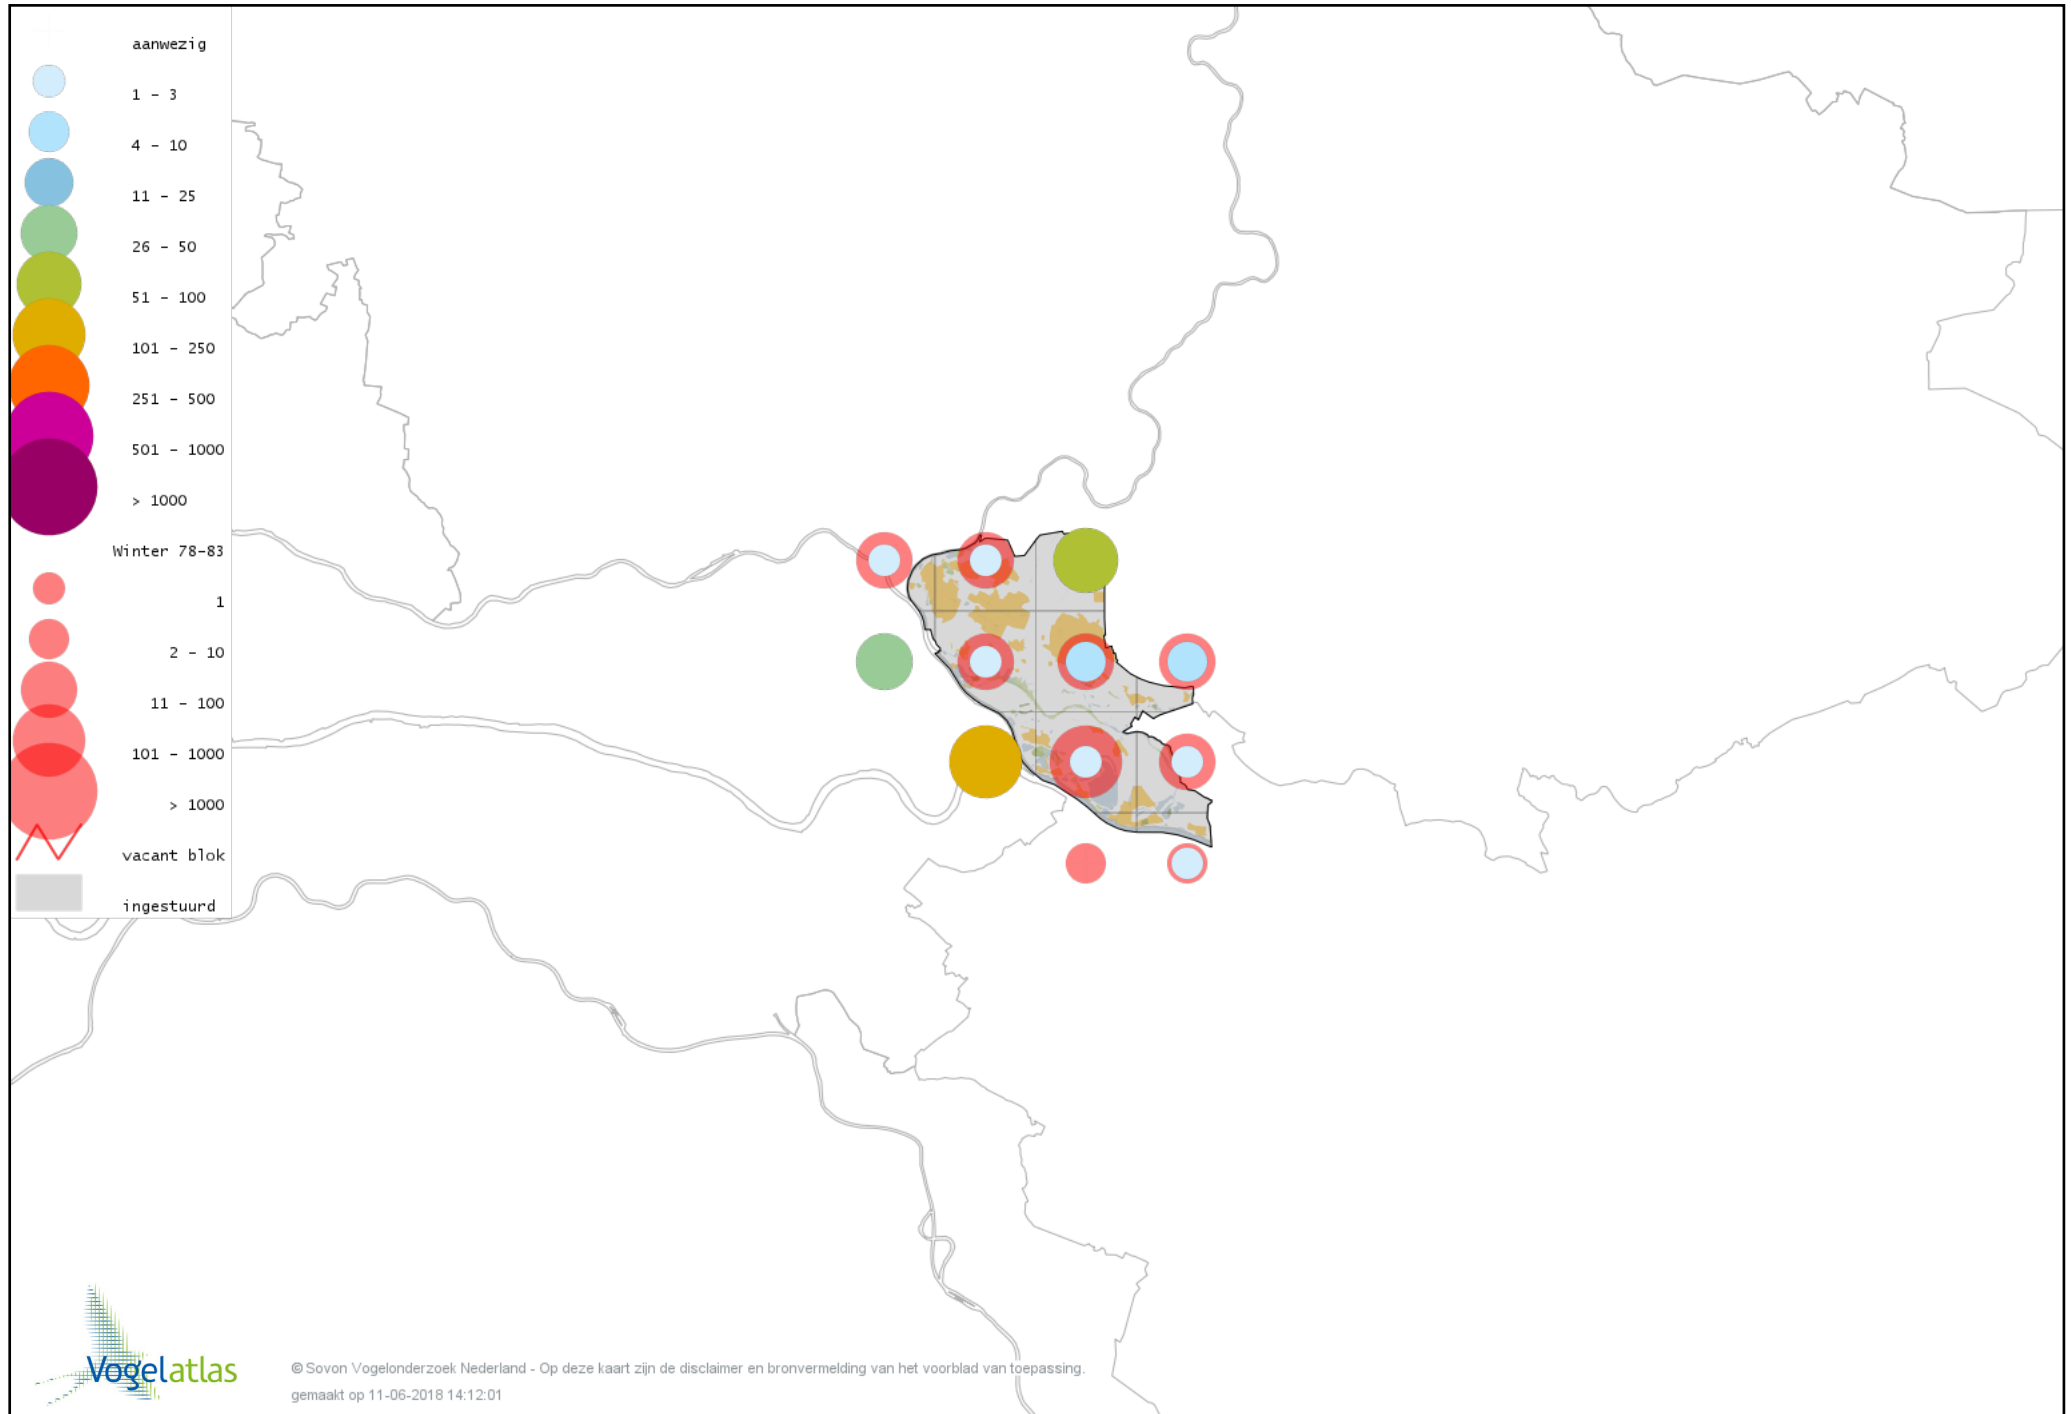 aanwezig
1 - 3
4 - 10
11 - 25
26 - 50
51 - 100
101 - 250
251 - 500
501 - 1000
> 1000
Winter 78-83
1
2 - 10
11 - 100
101 - 1000
> 1000
vacant blok
ingestuurd
Vogelatlas
© Sovon Vogelonderzoek Nederland - Op deze kaart zijn de disclaimer en bronvermelding van het voorblad van toepassing.
gemaakt op 11-06-2018 14:12:01